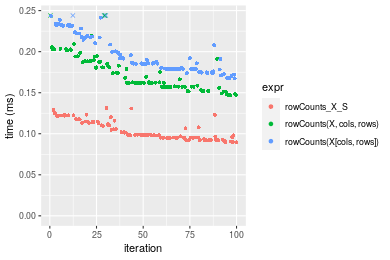 0.25
0.20
0.15
0.10
0.05
0.00
time (ms)
0
25
50
75
100
iteration
expr
rowCounts_X_S
rowCounts(X, cols, rows)
rowCounts(X[cols, rows])